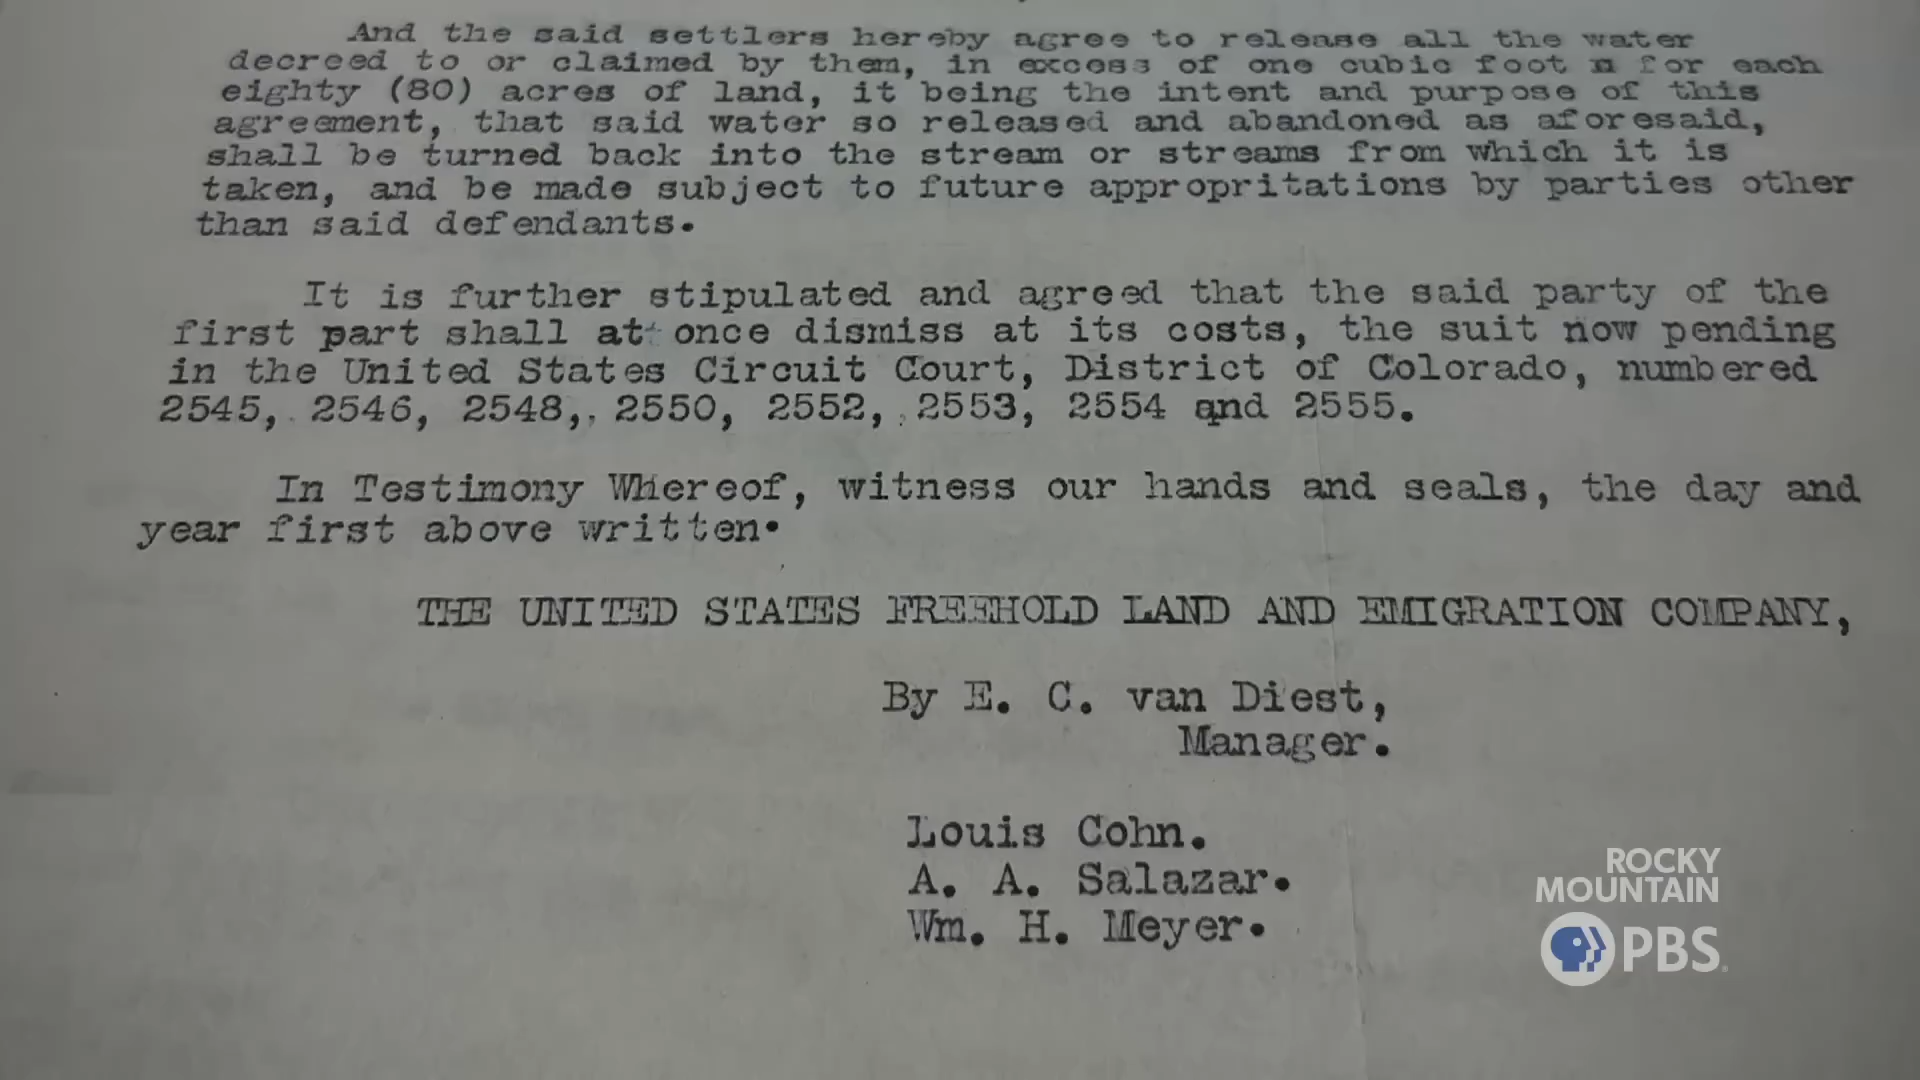 And the said settlers hereby agree to release all the water
decreed to or claimed by them, in excess of one cubic foot n for each
eighty (80) acres of land, it being the intent and purpose of this
agreement, that said water so released and abandoned as aforesaid,
shall be turned back into the stream or streams from which it is
taken, and be made subject to future appropritations by parties other
than said defendants.
It is further stipulated and agreed that the said party of the
first part shall at once dismiss at its costs, the suit now pending
in the United States Circuit Court, District of Colorado, numbered
2545, 2546, 2548, 2550, 2552, 2553, 2554 and 2555.
In Testimony Whereof, witness our hands and seals, the day and
year first above written.
THE UNITED STATES FREEHOLD LAND AND EMIGRATION COMPANY,
By E. C. van Diest,
Manager.
Louis Cohn.
A. A. Salazar.
Wm. H. Meyer.
ROCKY
MOUNTAIN
PBS